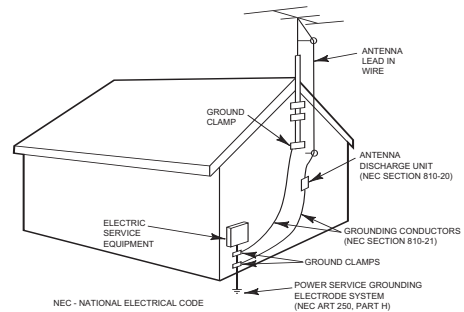 ANTENNA
LEAD IN
WIRE
GROUND
CLAMP
ANTENNA
DISCHARGE UNIT
(NEC SECTION 810-20)
ELECTRIC
SERVICE
EQUIPMENT
GROUNDING CONDUCTORS
(NEC SECTION 810-21)
GROUND CLAMPS
POWER SERVICE GROUNDING
ELECTRODE SYSTEM
(NEC ART 250, PART H)
NEC - NATIONAL ELECTRICAL CODE